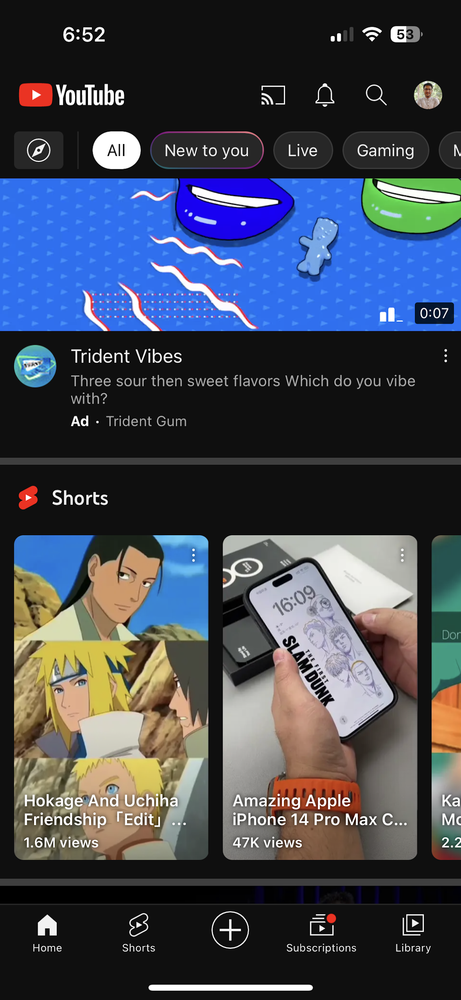 6:52
53
YouTube
All
New to you
Live
Gaming
M
0:07
Trident Vibes
Three sour then sweet flavors Which do you vibe
with?
Ad · Trident Gum
Shorts
16:09
THE FIRST
SLAM DUNK
Don
Hokage And Uchiha
Friendship「Edit」 ...
1.6M views
Amazing Apple
iPhone 14 Pro Max C...
47K views
Ka
Mo
2.2
Home
Shorts
Subscriptions
Library